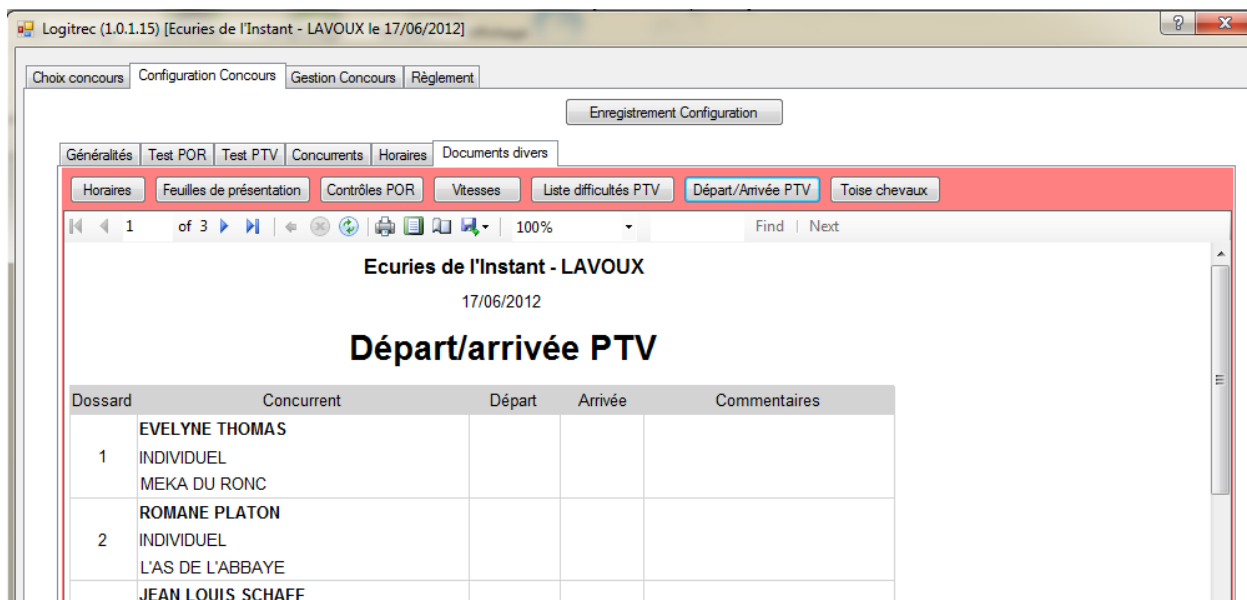 Logitrec (1.0.1.15) [Ecuries de l'Instant - LAVOUX le 17/06/2012]
Choix concours Configuration Concours Gestion Concours Règlement
Enregistrement Configuration
Généralités Test POR Test PTV Concurrents Horaires Documents divers
Horaires Feuilles de présentation Contrôles POR Vitesses Liste difficultés PTV Départ/Arrivée PTV Toise chevaux
1 of 3 100% Find | Next
Ecuries de l'Instant - LAVOUX
17/06/2012
Départ/arrivée PTV
Dossard Concurrent Départ Arrivée Commentaires
EVELYNE THOMAS
1 INDIVIDUEL
MEKA DU RONC
ROMANE PLATON
2 INDIVIDUEL
L'AS DE L'ABBAYE
JEAN LOUIS SCHAFF